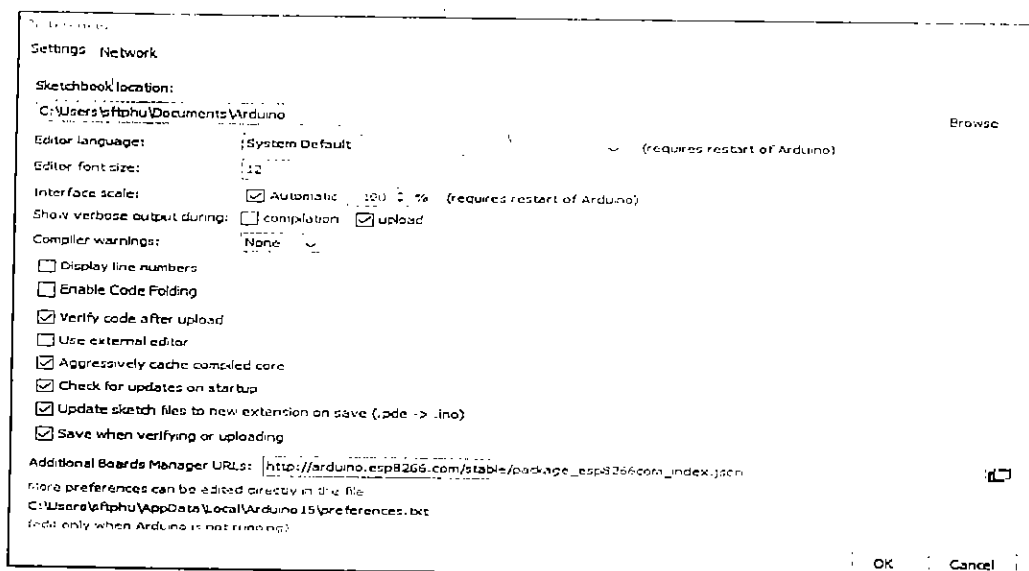 Preferences
Settings Network
Sketchbook location:
C:\Users\sftphu\Documents\Arduino
Browse
Editor language: System Default (requires restart of Arduino)
Editor font size: 12
Interface scale: Automatic 100 % (requires restart of Arduino)
Show verbose output during: compilation upload
Compiler warnings: None
Display line numbers
Enable Code Folding
Verify code after upload
Use external editor
Aggressively cache compiled core
Check for updates on startup
Update sketch files to new extension on save (.pde -> .ino)
Save when verifying or uploading
Additional Boards Manager URLs: http://arduino.esp8266.com/stable/package_esp8266com_index.json
More preferences can be edited directly in the file
C:\Users\sftphu\AppData\Local\Arduino15\preferences.txt
(edit only when Arduino is not running)
OK Cancel